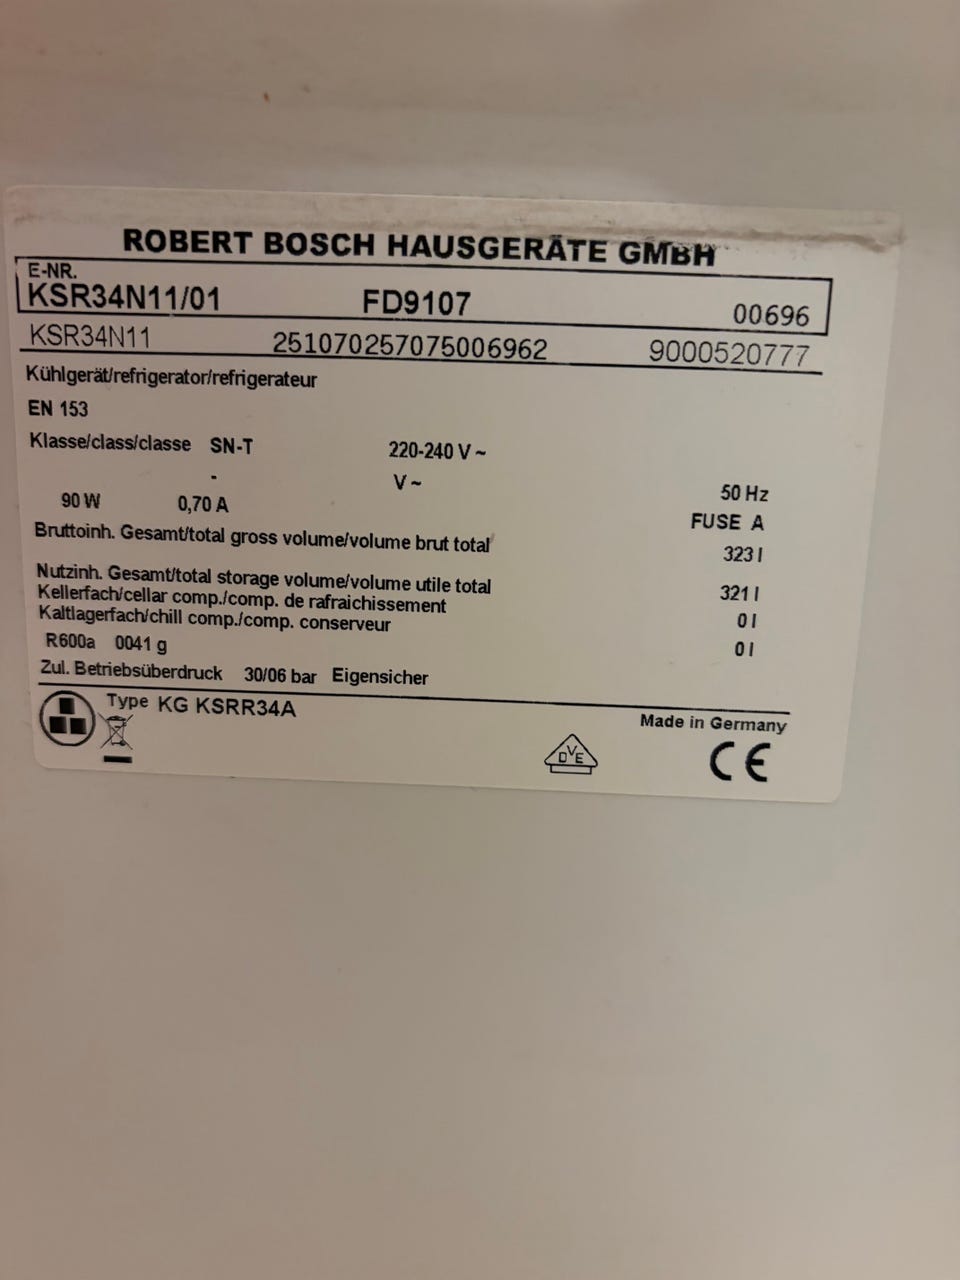 ROBERT BOSCH HAUSGERÄTE GMBH
E-NR.
KSR34N11/01 FD9107 00696
KSR34N11 251070257075006962 9000520777
Kühlgerät/refrigerator/refrigerateur
EN 153
Klasse/class/classe SN-T 220-240 V ~
- V ~ 50 Hz
90 W 0,70 A FUSE A
Bruttoinh. Gesamt/total gross volume/volume brut total 323 l
Nutzinh. Gesamt/total storage volume/volume utile total 321 l
Kellerfach/cellar comp./comp. de rafraichissement 0 l
Kaltlagerfach/chill comp./comp. conserveur 0 l
R600a 0041 g
Zul. Betriebsüberdruck 30/06 bar Eigensicher
Type KG KSRR34A Made in Germany
DVE CE